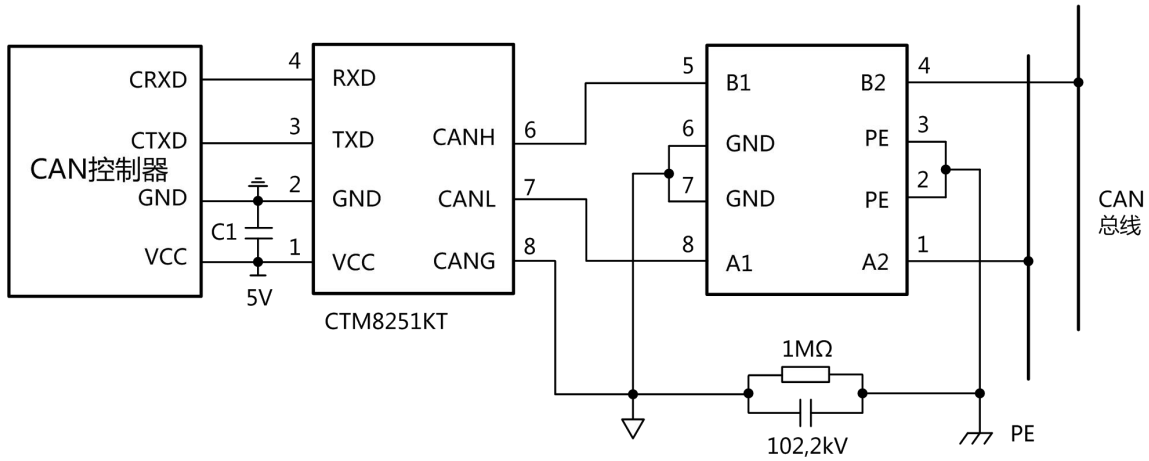 CAN控制器
CRXD
CTXD
GND
VCC
4
3
2
1
C1
5V
RXD
TXD
GND
VCC
CANH
CANL
CANG
CTM8251KT
6
7
8
5
6
7
8
B1
GND
GND
A1
B2
PE
PE
A2
4
3
2
1
CAN
总线
1MΩ
102,2kV
PE